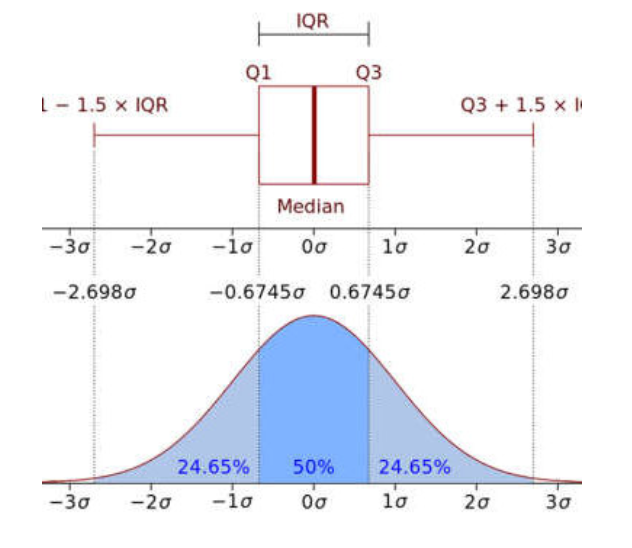 IQR
Q1 Q3
1 − 1.5 × IQR Q3 + 1.5 × I
Median
−3σ −2σ −1σ 0σ 1σ 2σ 3σ
−2.698σ −0.6745σ 0.6745σ 2.698σ
24.65% 50% 24.65%
−3σ −2σ −1σ 0σ 1σ 2σ 3σ